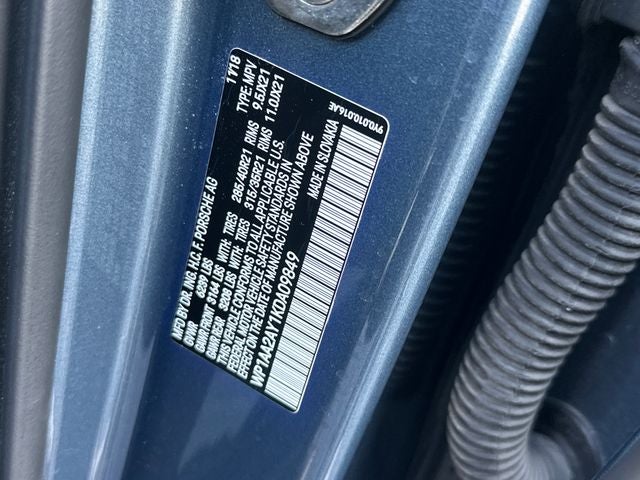 MFD BY DR. ING. H.C. F. PORSCHE AG 11/18
GVWR 6239 LBS TYPE: MPV
GAWR FRNT 3164 LBS WITH: TIRES 285/40R21 RIMS 9.5JX21
GAWR REAR 3208 LBS WITH: TIRES 315/35R21 RIMS 11.0JX21
THIS VEHICLE CONFORMS TO ALL APPLICABLE U.S.
FEDERAL MOTOR VEHICLE SAFETY STANDARDS IN
EFFECT ON THE DATE OF MANUFACTURE SHOWN ABOVE
WP1AA2AY1KDA09849 MADE IN SLOVAKIA
9Y0.010.016.AE